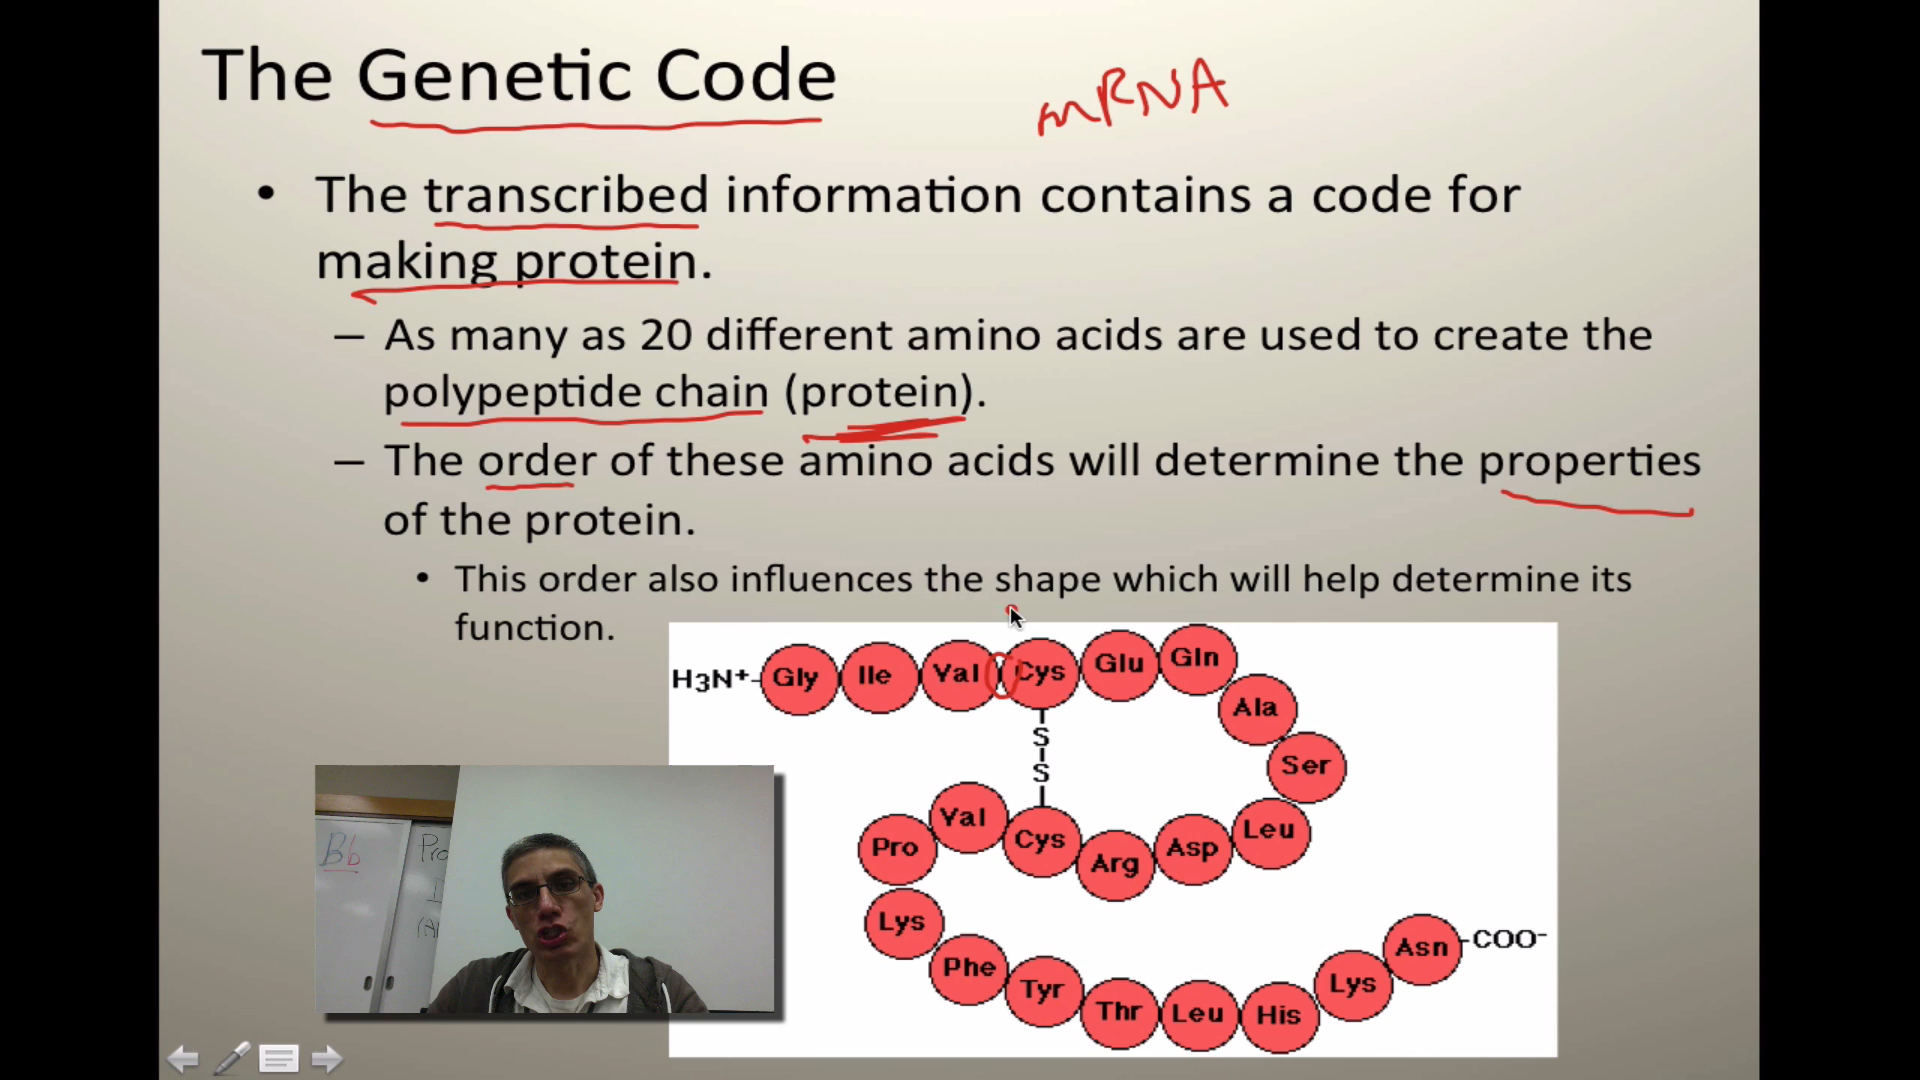 The Genetic Code
mRNA
• The transcribed information contains a code for
making protein.
– As many as 20 different amino acids are used to create the
polypeptide chain (protein).
– The order of these amino acids will determine the properties
of the protein.
• This order also influences the shape which will help determine its
function.
H3N+ Gly Ile Val Cys Glu Gln
Ala
S
Ser
S
Leu
Asp
Arg
Cys
Val
Pro
Lys
Phe
Tyr
Thr
Leu
His
Lys
Asn
COO-
Bb
Pro